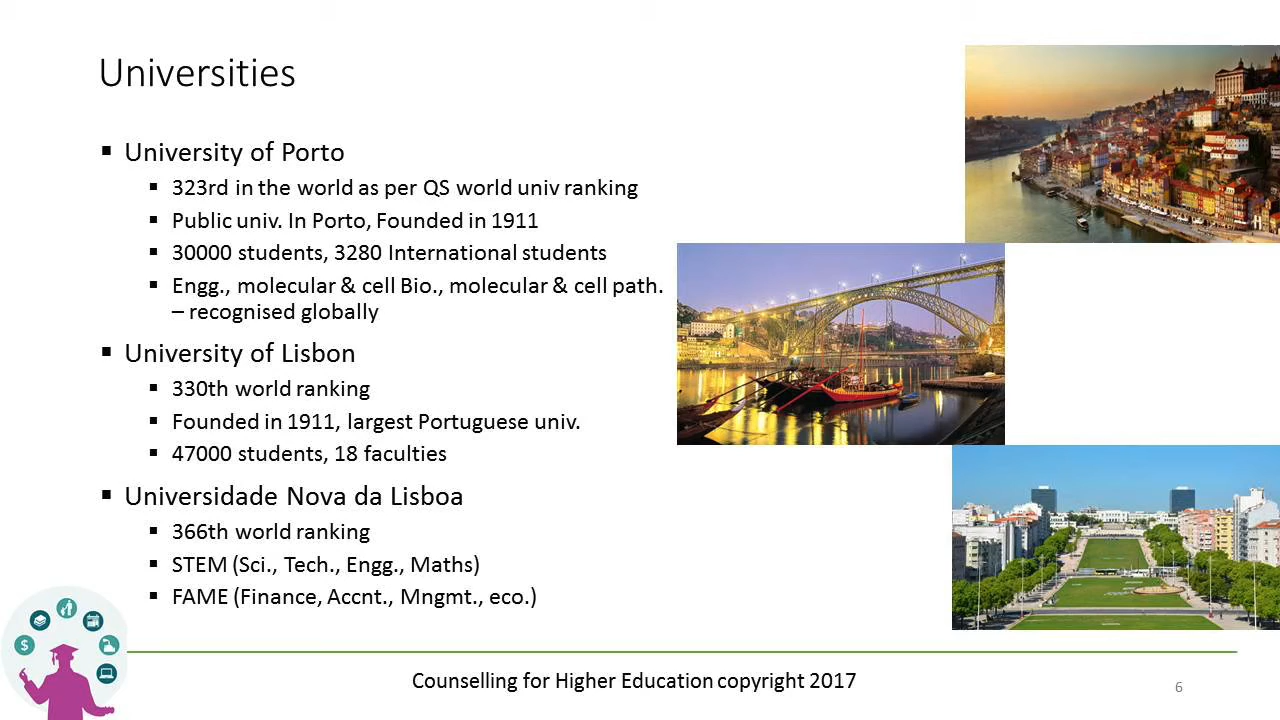 Universities
University of Porto
323rd in the world as per QS world univ ranking
Public univ. In Porto, Founded in 1911
30000 students, 3280 International students
Engg., molecular & cell Bio., molecular & cell path.
– recognised globally
University of Lisbon
330th world ranking
Founded in 1911, largest Portuguese univ.
47000 students, 18 faculties
Universidade Nova da Lisboa
366th world ranking
STEM (Sci., Tech., Engg., Maths)
FAME (Finance, Accnt., Mngmt., eco.)
$
Counselling for Higher Education copyright 2017
6